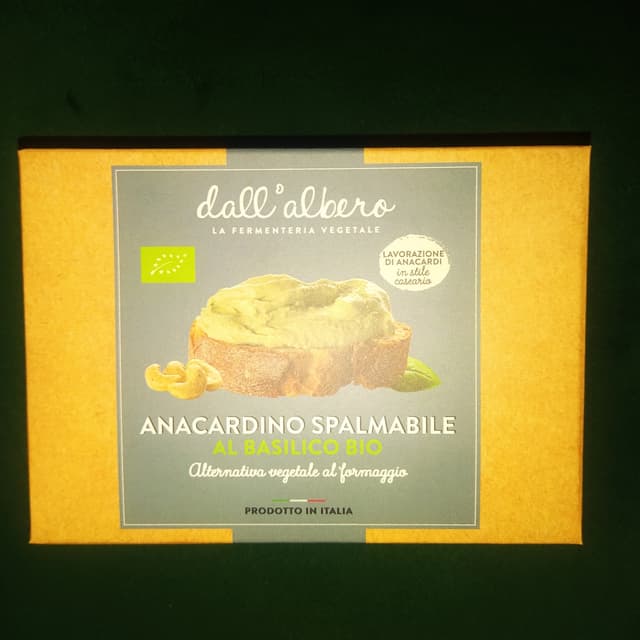 dall'albero
LA FERMENTERIA VEGETALE
LAVORAZIONE
DI ANACARDI
in stile
caseario
ANACARDINO SPALMABILE
AL BASILICO BIO
Alternativa vegetale al formaggio
PRODOTTO IN ITALIA